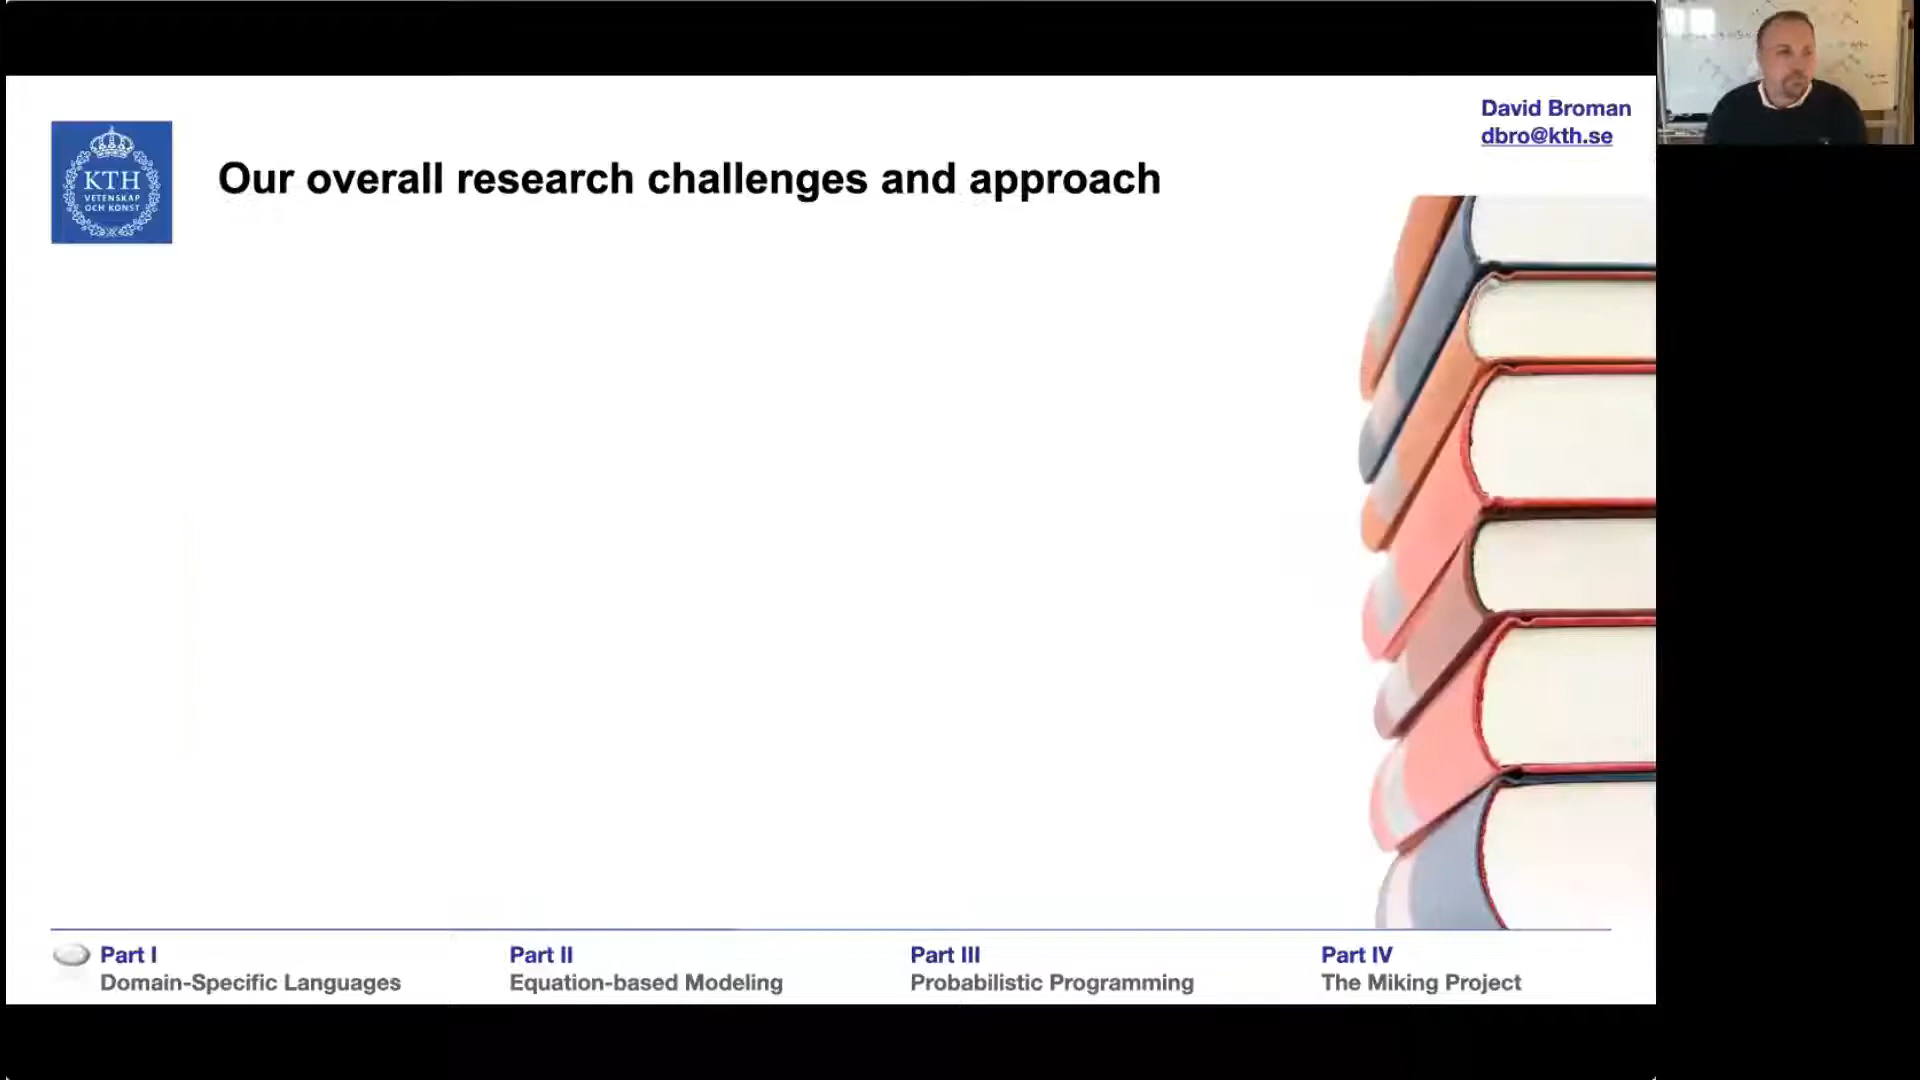 David Broman
dbro@kth.se
KTH
VETENSKAP
OCH KONST
Our overall research challenges and approach
Part I
Domain-Specific Languages
Part II
Equation-based Modeling
Part III
Probabilistic Programming
Part IV
The Miking Project